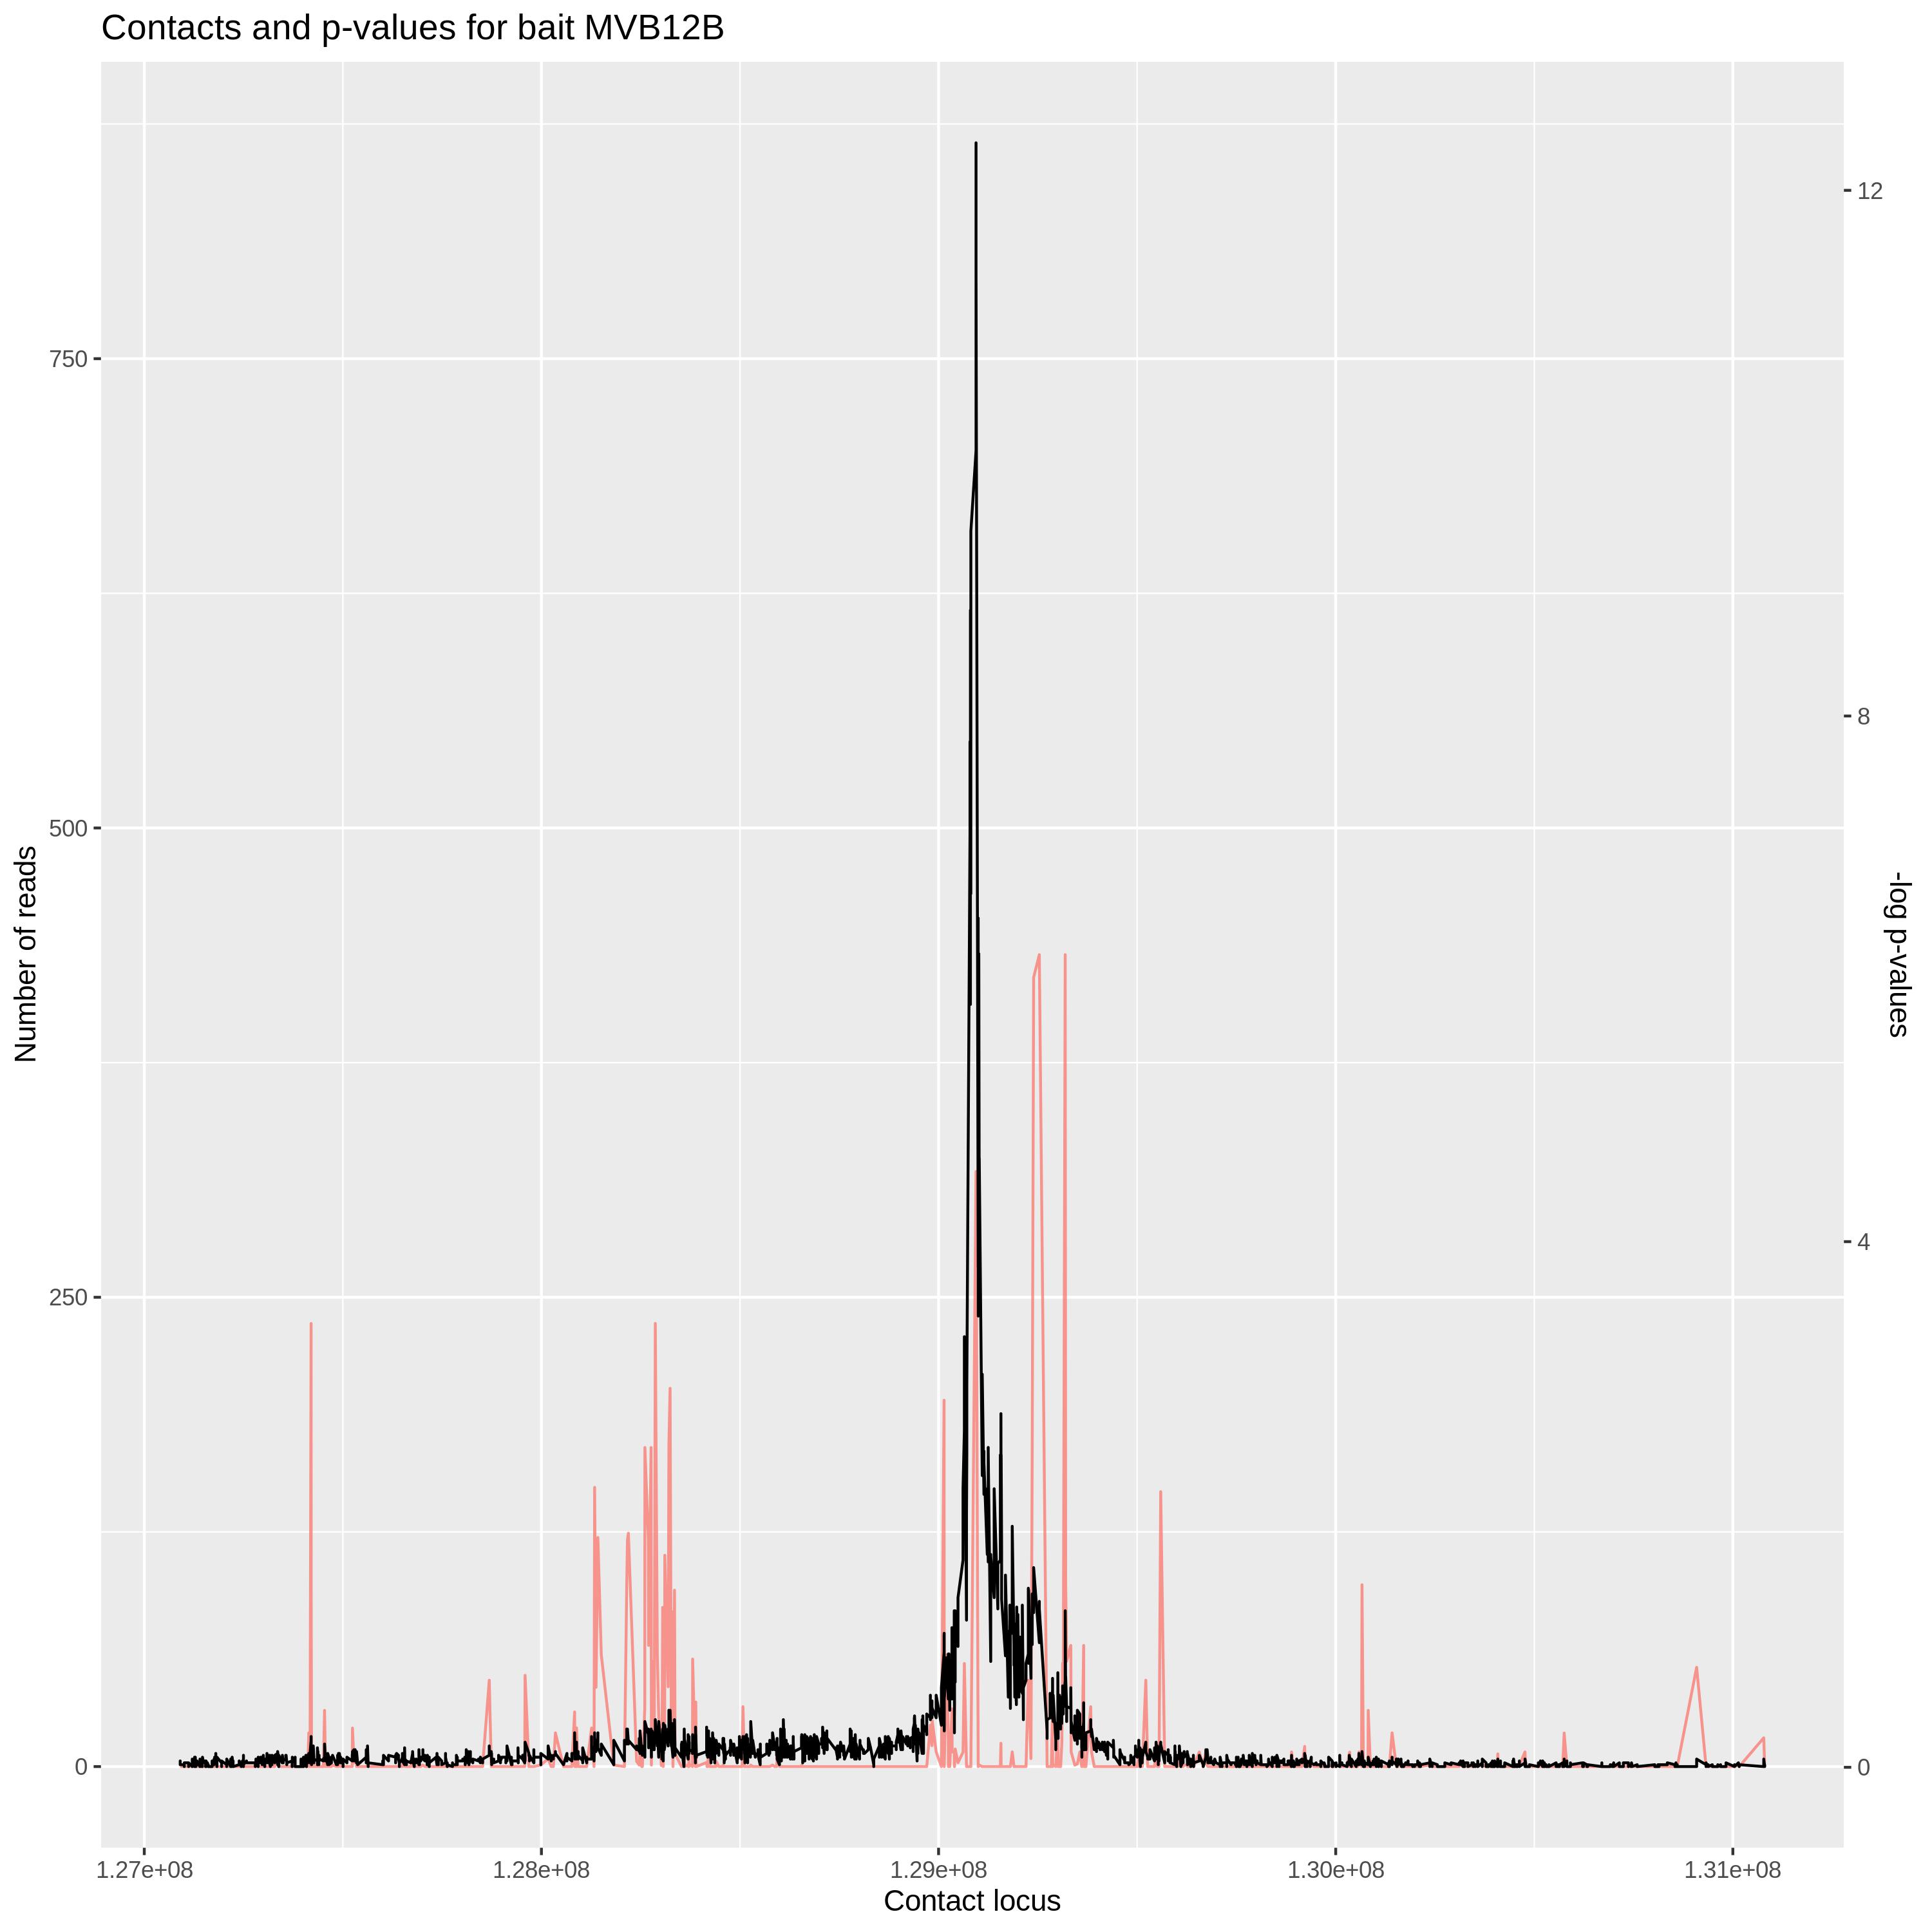 Contacts and p-values for bait MVB12B
Number of reads
750
500
250
0
12
8
4
0
-log p-values
1.27e+08
1.28e+08
1.29e+08
1.30e+08
1.31e+08
Contact locus